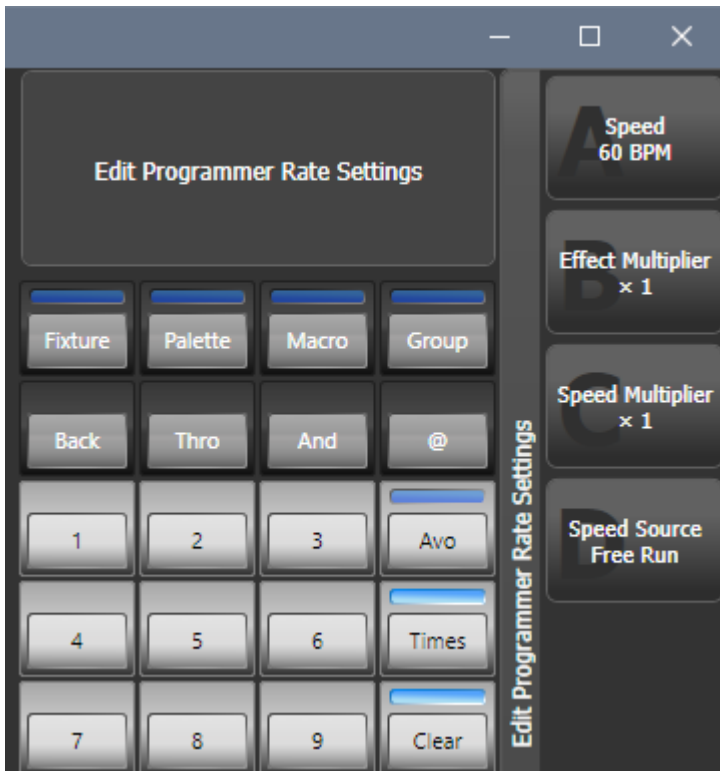 Edit Programmer Rate Settings
Fixture Palette Macro Group
Back Thro And @
1 2 3 Avo
4 5 6 Times
7 8 9 Clear
Edit Programmer Rate Settings
A
Speed
60 BPM
B
Effect Multiplier
× 1
C
Speed Multiplier
× 1
D
Speed Source
Free Run